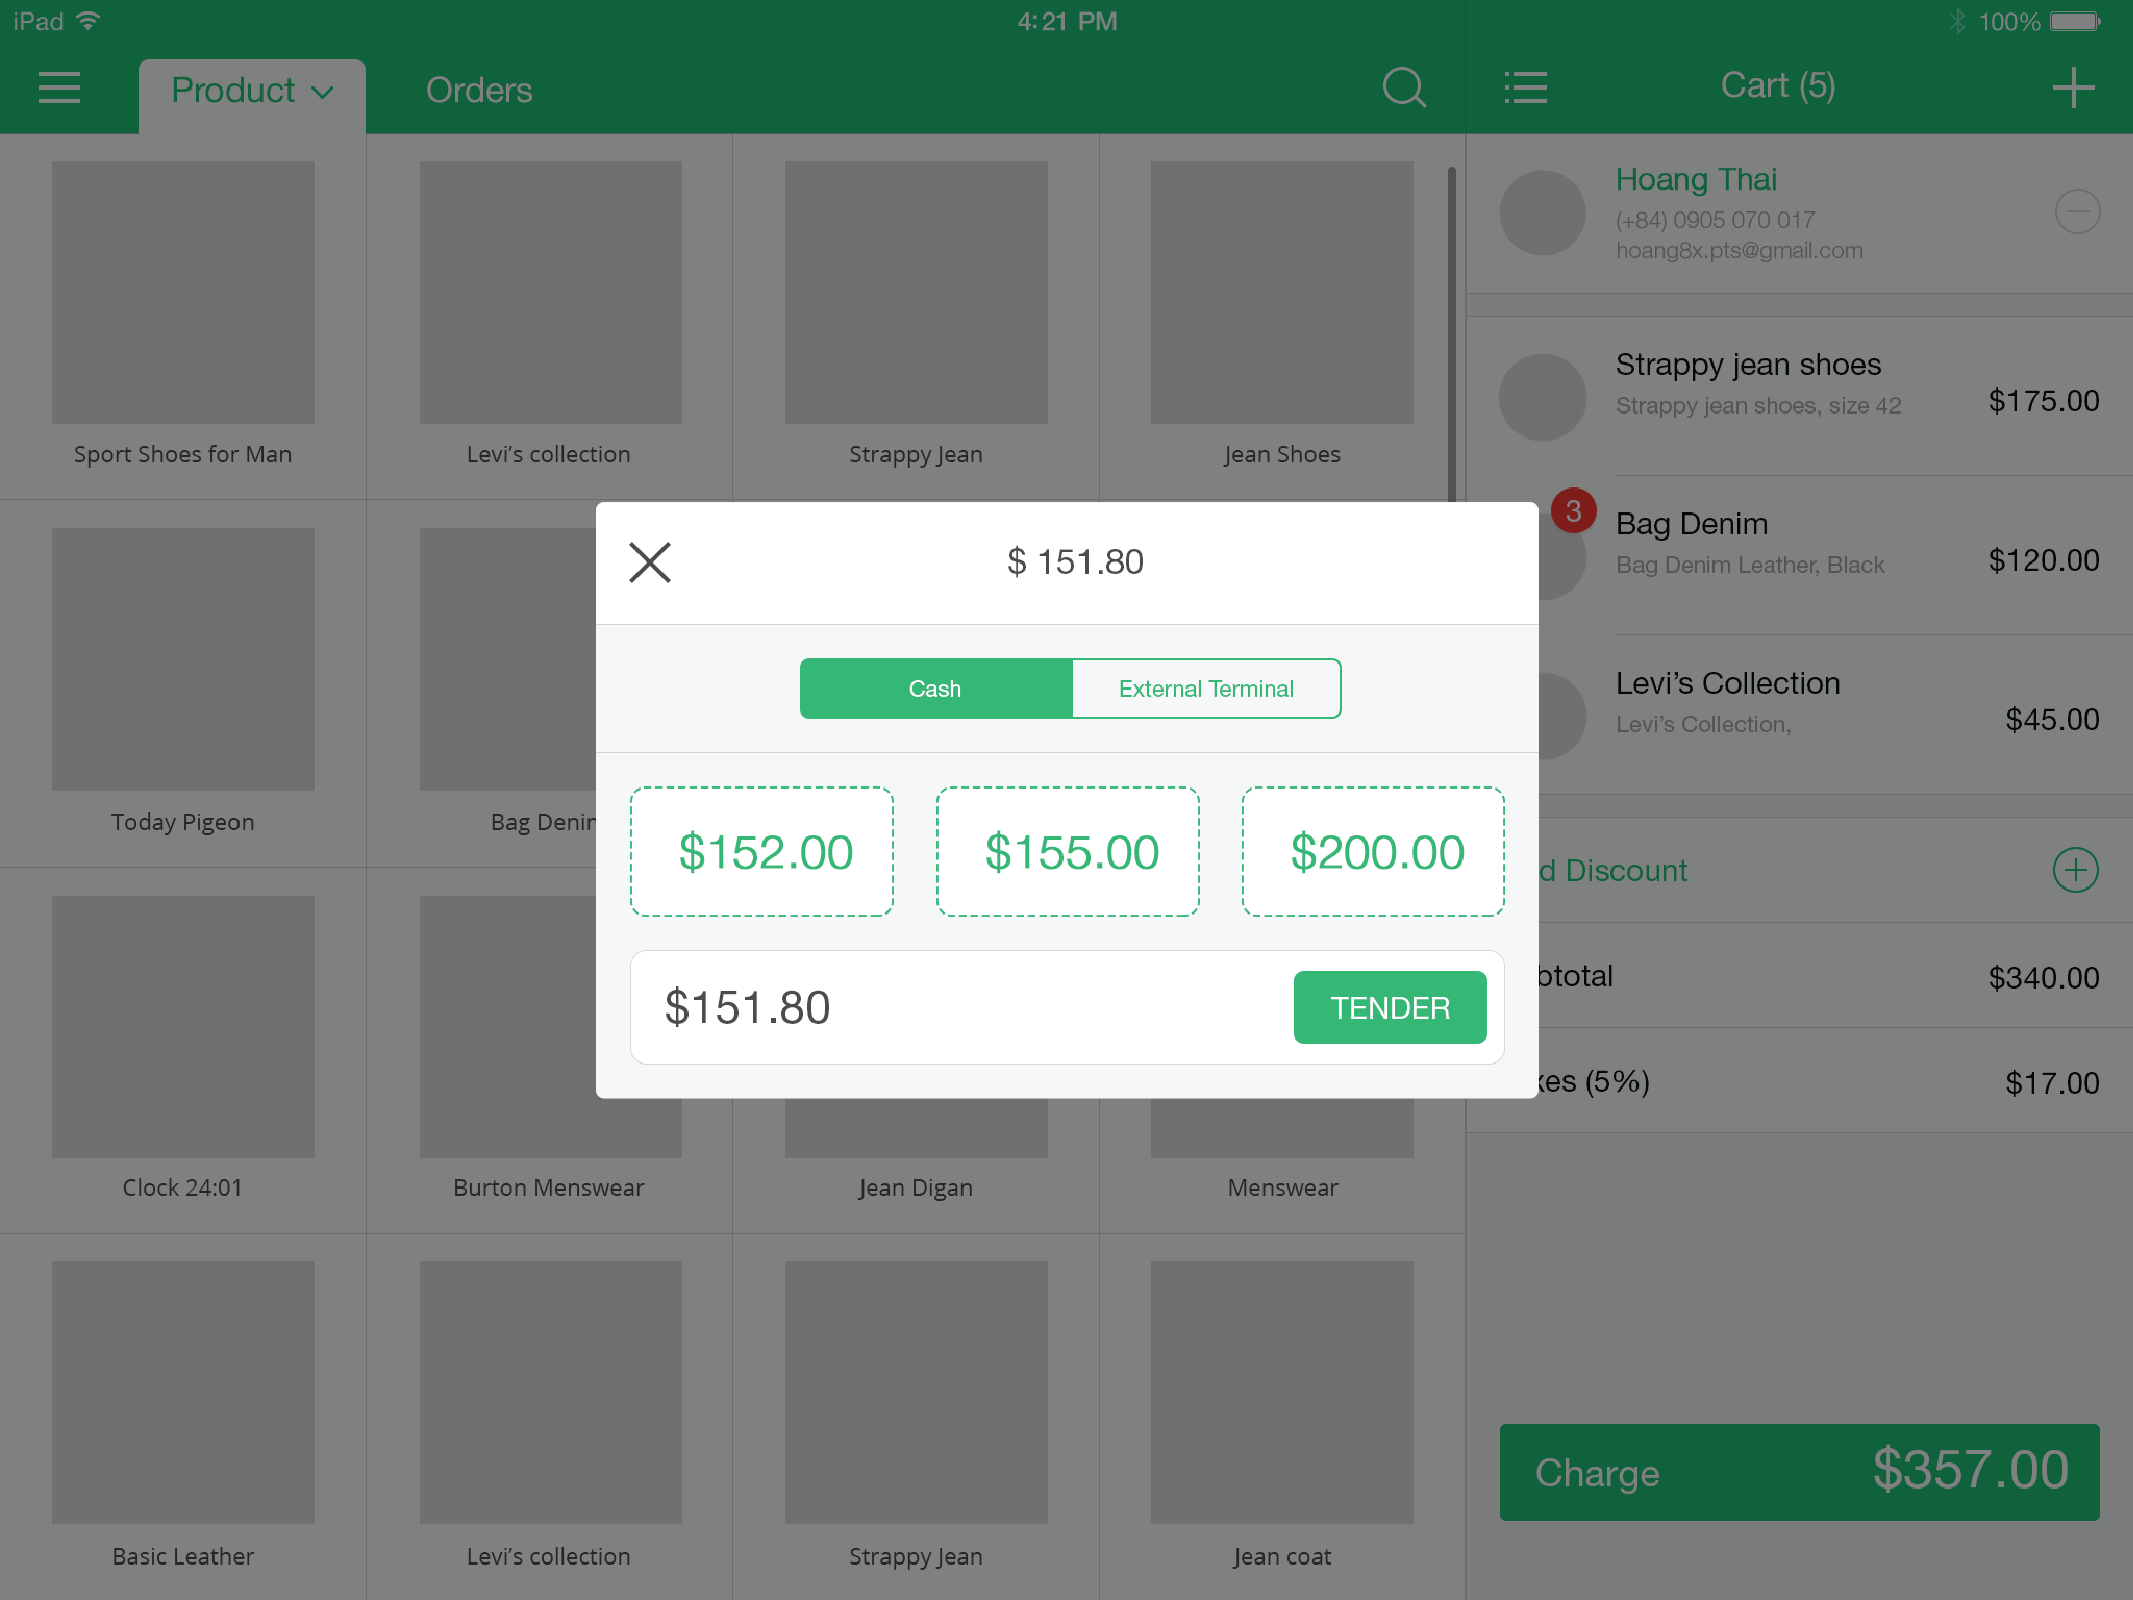 iPad 4:21 PM 100%
Product Orders Cart (5)
Hoang Thai
(+84) 0905 070 017
hoang8x.pts@gmail.com
Strappy jean shoes
Strappy jean shoes, size 42
$175.00
3
Bag Denim
Bag Denim Leather, Black
$120.00
Levi's Collection
Levi's Collection,
$45.00
d Discount
btotal $340.00
kes (5%) $17.00
Charge $357.00
Sport Shoes for Man Levi's collection Strappy Jean Jean Shoes
Today Pigeon Bag Denim
Clock 24:01 Burton Menswear Jean Digan Menswear
Basic Leather Levi's collection Strappy Jean Jean coat
$ 151.80
Cash External Terminal
$152.00 $155.00 $200.00
$151.80 TENDER